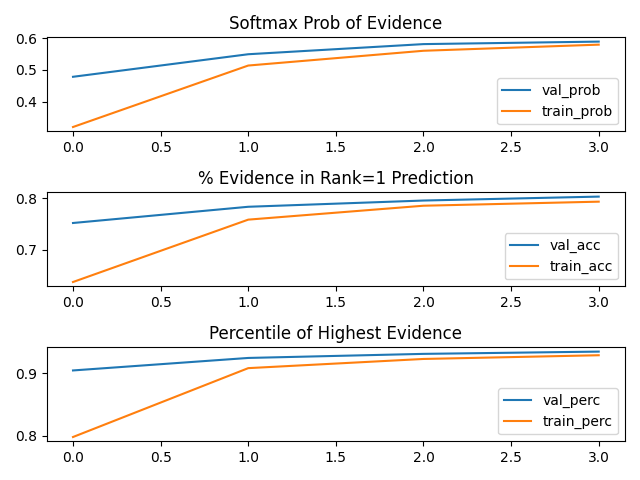 Softmax Prob of Evidence
0.6
0.5
0.4
val_prob
train_prob
0.0 0.5 1.0 1.5 2.0 2.5 3.0
% Evidence in Rank=1 Prediction
0.8
0.7
val_acc
train_acc
0.0 0.5 1.0 1.5 2.0 2.5 3.0
Percentile of Highest Evidence
0.9
0.8
val_perc
train_perc
0.0 0.5 1.0 1.5 2.0 2.5 3.0